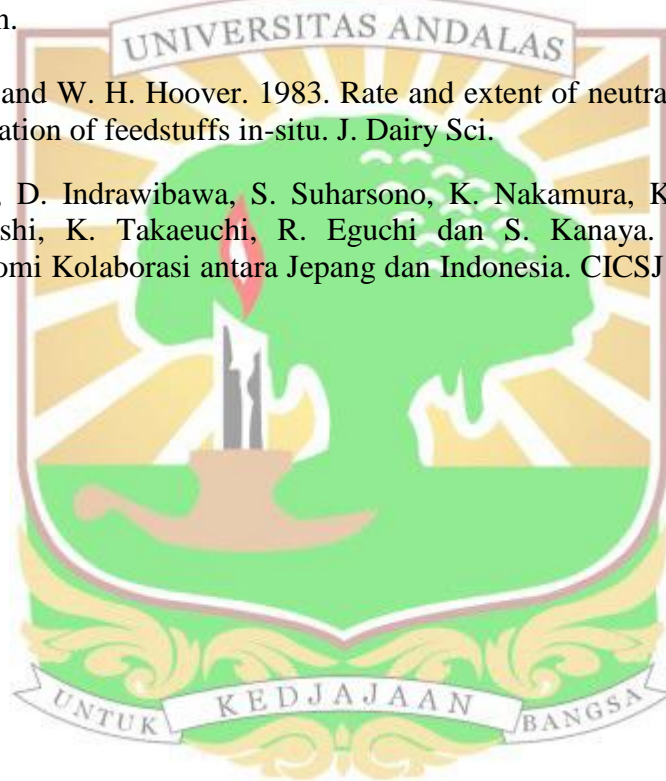 n.
UNIVERSITAS ANDALAS
and W. H. Hoover. 1983. Rate and extent of neutra
ation of feedstuffs in-situ. J. Dairy Sci.
, D. Indrawibawa, S. Suharsono, K. Nakamura, K
shi, K. Takaeuchi, R. Eguchi dan S. Kanaya.
omi Kolaborasi antara Jepang dan Indonesia. CICSJ
UNTUK KEDJAJAAN BANGSA